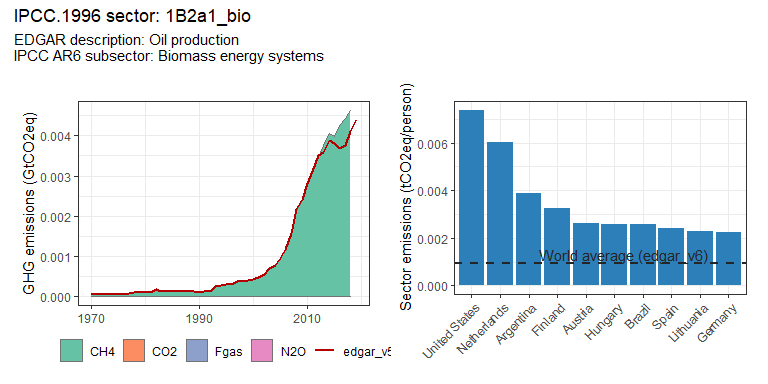 IPCC.1996 sector: 1B2a1_bio
EDGAR description: Oil production
IPCC AR6 subsector: Biomass energy systems
GHG emissions (GtCO2eq)
0.004
0.003
0.002
0.001
0.000
1970
1990
2010
CH4
CO2
Fgas
N2O
edgar_v5
Sector emissions (tCO2eq/person)
0.006
0.004
0.002
0.000
World average (edgar_v6)
United States
Netherlands
Argentina
Finland
Austria
Hungary
Brazil
Spain
Lithuania
Germany